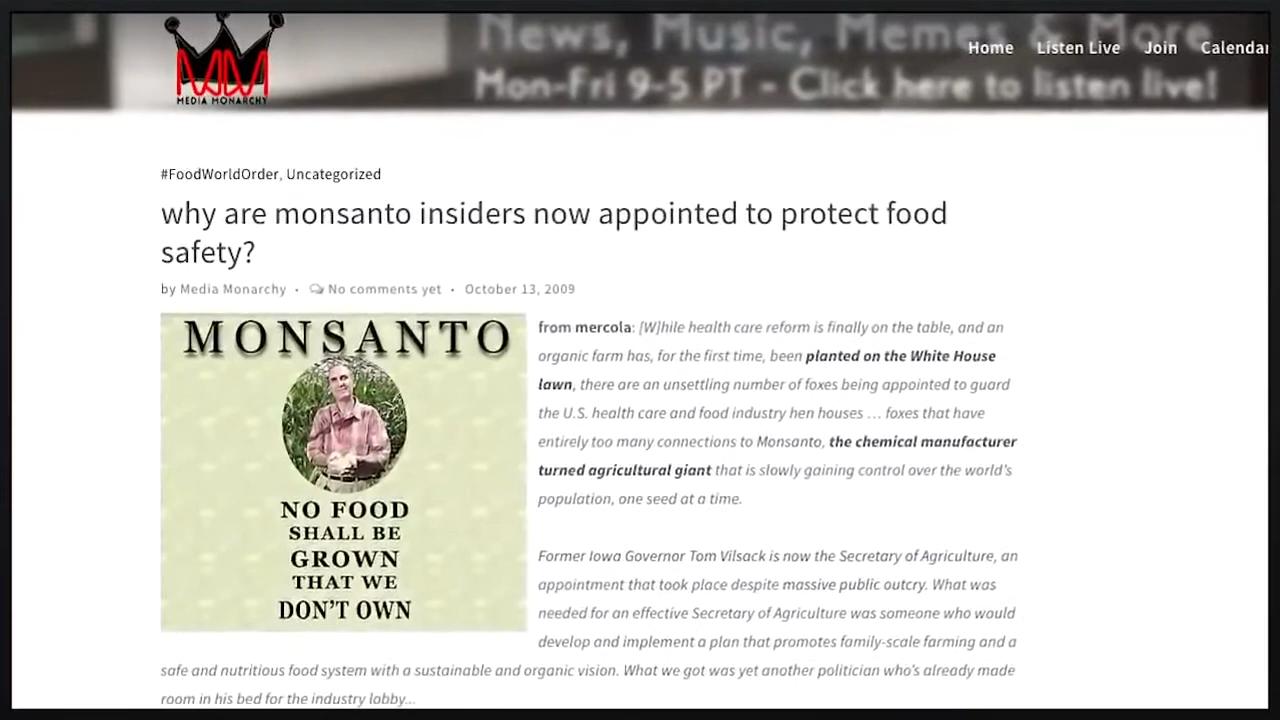 News, Music, Memes & More
Home Listen Live Join Calendar
Mon-Fri 9-5 PT - Click here to listen live!
MEDIA MONARCHY
#FoodWorldOrder, Uncategorized
why are monsanto insiders now appointed to protect food
safety?
by Media Monarchy • No comments yet • October 13, 2009
MONSANTO
NO FOOD
SHALL BE
GROWN
THAT WE
DON'T OWN
from mercola: [W]hile health care reform is finally on the table, and an
organic farm has, for the first time, been planted on the White House
lawn, there are an unsettling number of foxes being appointed to guard
the U.S. health care and food industry hen houses … foxes that have
entirely too many connections to Monsanto, the chemical manufacturer
turned agricultural giant that is slowly gaining control over the world's
population, one seed at a time.
Former Iowa Governor Tom Vilsack is now the Secretary of Agriculture, an
appointment that took place despite massive public outcry. What was
needed for an effective Secretary of Agriculture was someone who would
develop and implement a plan that promotes family-scale farming and a
safe and nutritious food system with a sustainable and organic vision. What we got was yet another politician who's already made
room in his bed for the industry lobby...